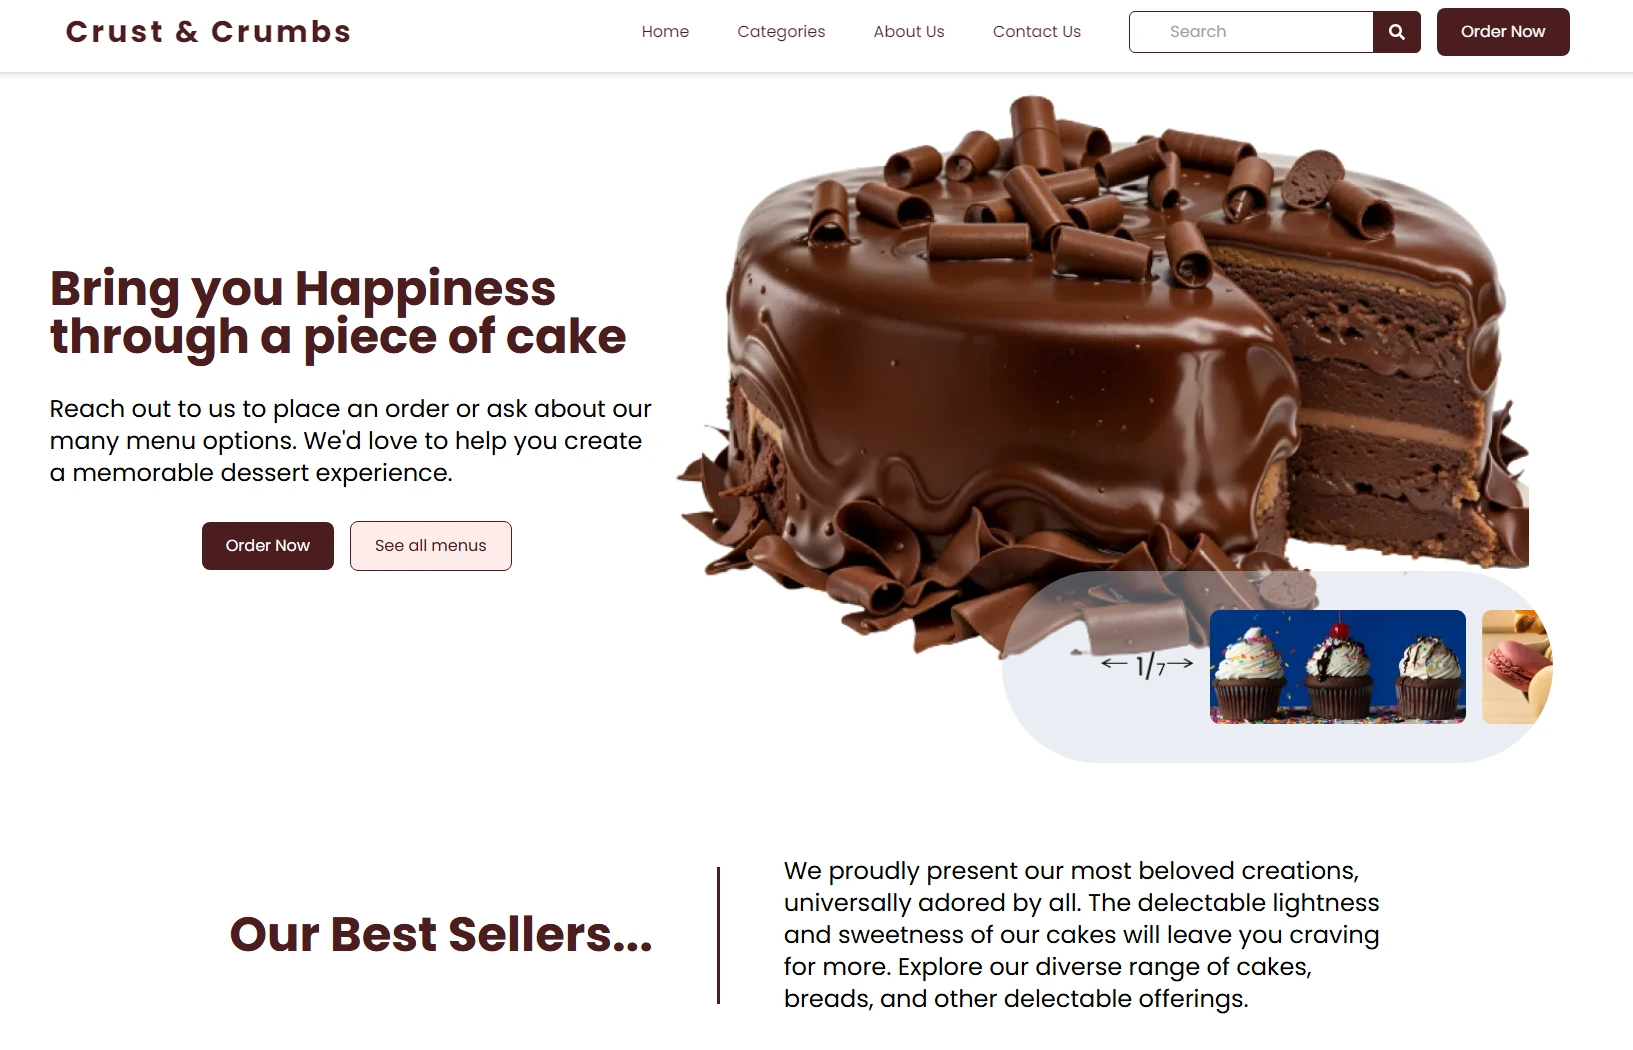 Crust & Crumbs
Home
Categories
About Us
Contact Us
Search
Order Now
Bring you Happiness
through a piece of cake
Reach out to us to place an order or ask about our
many menu options. We'd love to help you create
a memorable dessert experience.
Order Now
See all menus
← 1/7→
Our Best Sellers...
We proudly present our most beloved creations,
universally adored by all. The delectable lightness
and sweetness of our cakes will leave you craving
for more. Explore our diverse range of cakes,
breads, and other delectable offerings.